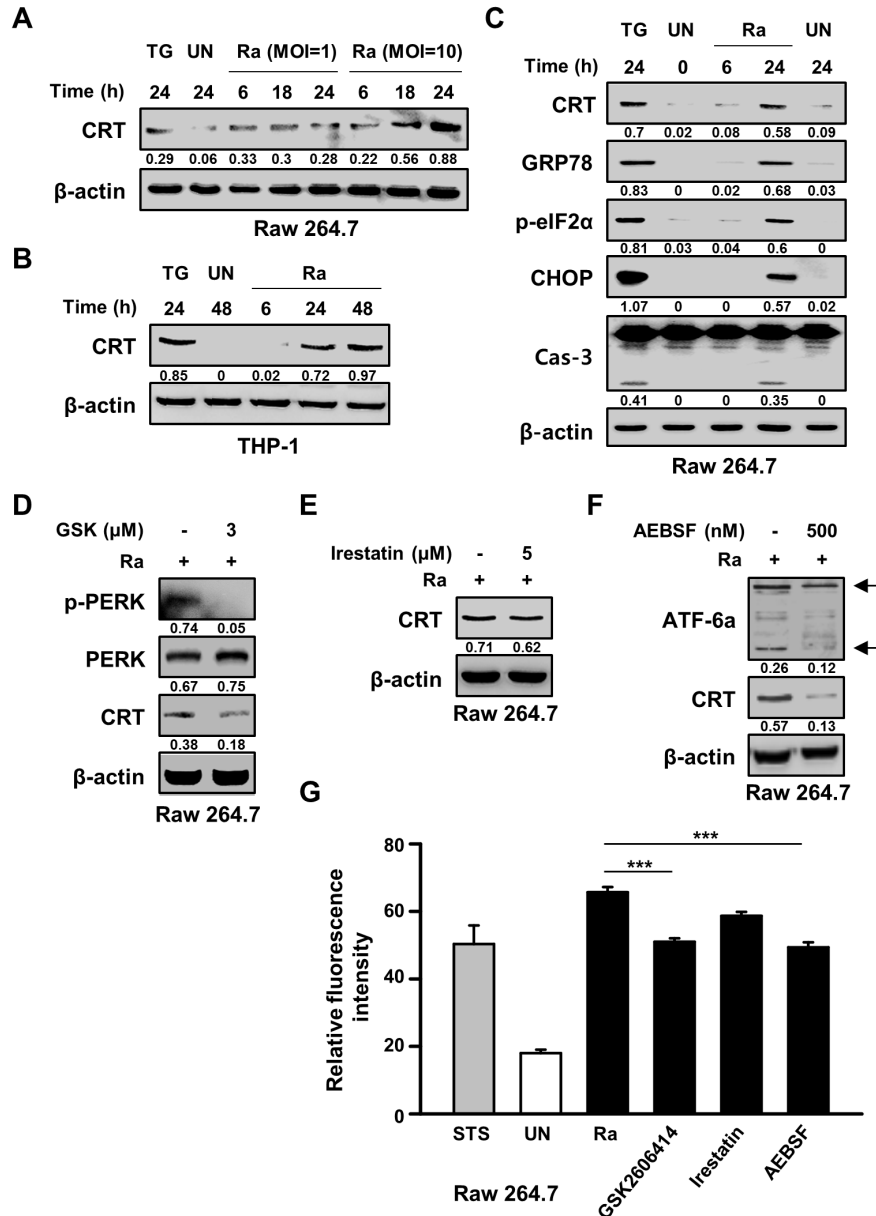 A
TG UN Ra (MOI=1) Ra (MOI=10)
Time (h) 24 24 6 18 24 6 18 24
CRT
0.29 0.06 0.33 0.3 0.28 0.22 0.56 0.88
β-actin
Raw 264.7
B
TG UN Ra
Time (h) 24 48 6 24 48
CRT
0.85 0 0.02 0.72 0.97
β-actin
THP-1
C
TG UN Ra UN
Time (h) 24 0 6 24 24
CRT
0.7 0.02 0.08 0.58 0.09
GRP78
0.83 0 0.02 0.68 0.03
p-eIF2α
0.81 0.03 0.04 0.6 0
CHOP
1.07 0 0 0.57 0.02
Cas-3
0.41 0 0 0.35 0
β-actin
Raw 264.7
D
GSK (μM) - 3
Ra + +
p-PERK
0.74 0.05
PERK
0.67 0.75
CRT
0.38 0.18
β-actin
Raw 264.7
E
Irestatin (μM) - 5
Ra + +
CRT
0.71 0.62
β-actin
Raw 264.7
F
AEBSF (nM) - 500
Ra + +
ATF-6a
0.26 0.12
CRT
0.57 0.13
β-actin
Raw 264.7
G
Relative fluorescence
intensity
80
60
40
20
0
***
***
STS UN Ra GSK2606414 Irestatin AEBSF
Raw 264.7